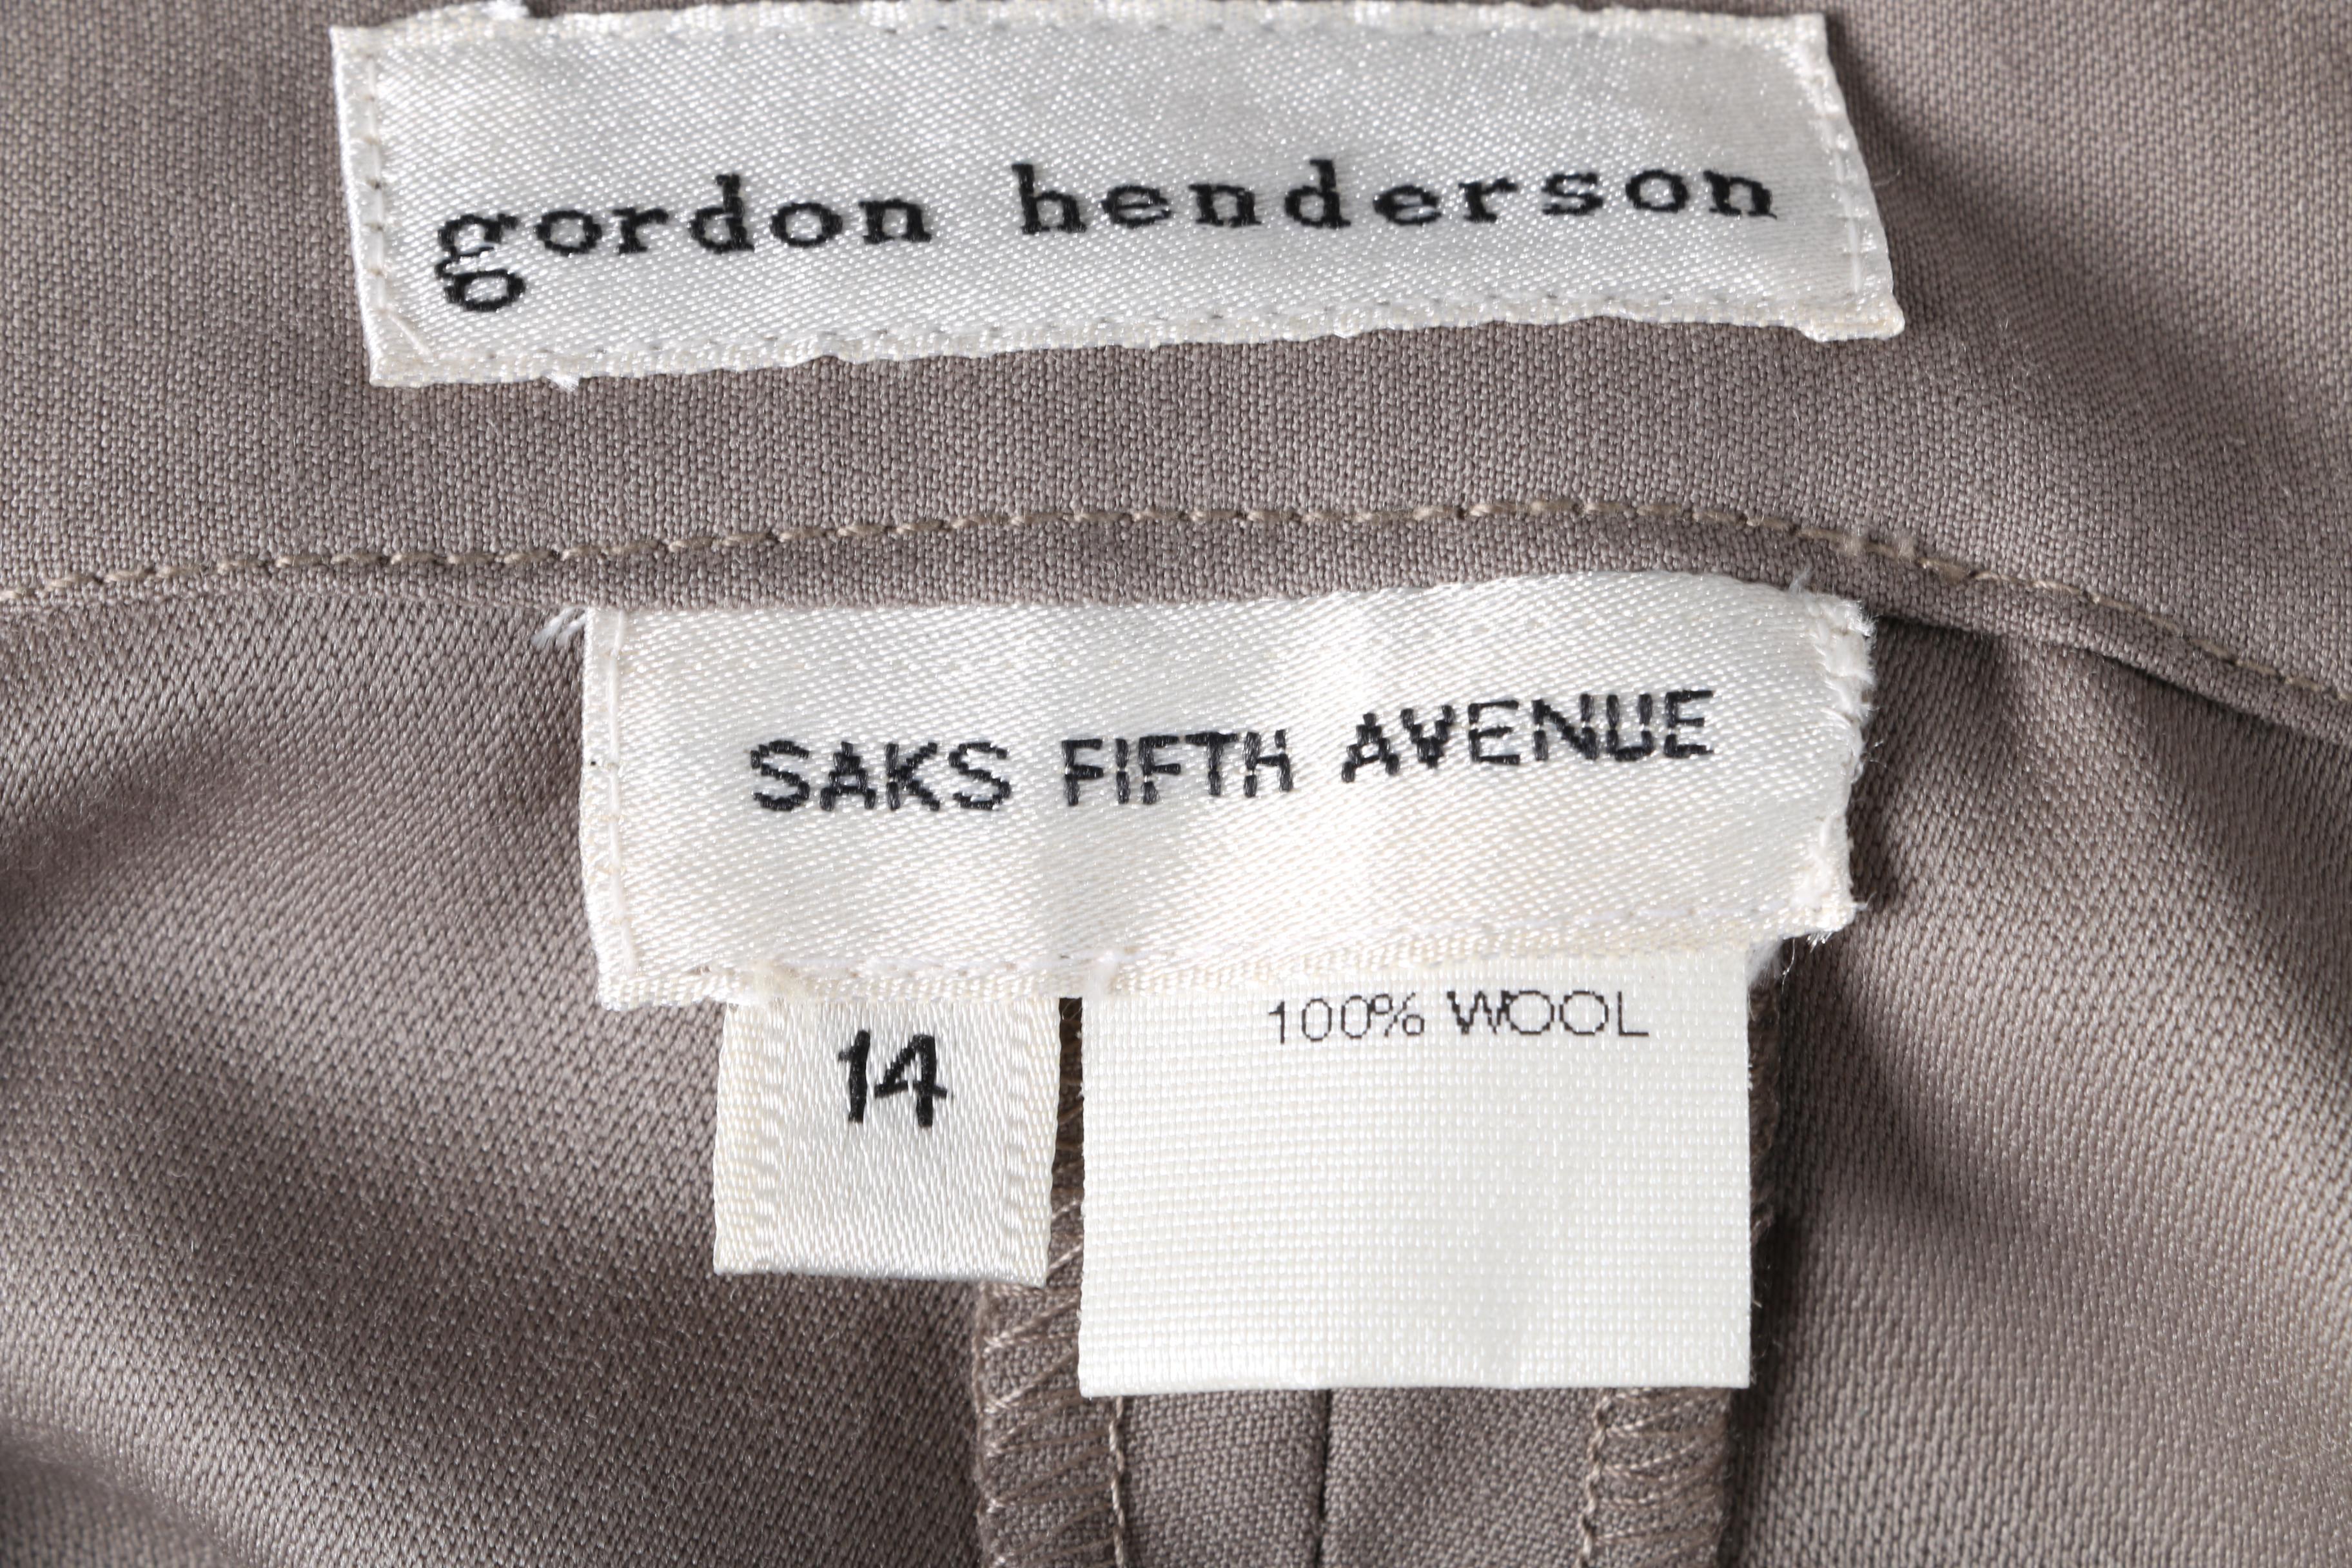 gordon henderson
SAKS FIFTH AVENUE
14
100% WOOL